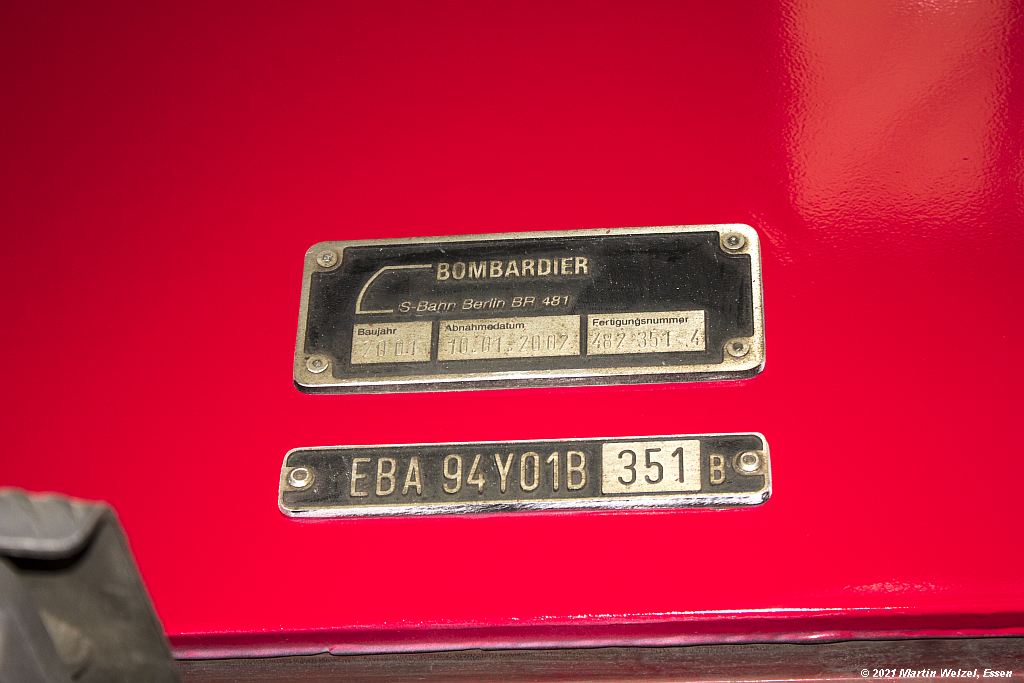 BOMBARDIER
S-Bahn Berlin BR 481
Baujahr Abnahmedatum Fertigungsnummer
2001 10.01.2002 482 351 .4
EBA 94Y01B 351 B
© 2021 Martin Welzel, Essen